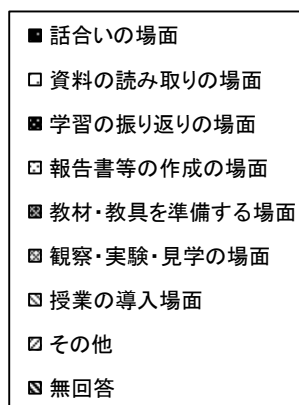 話合いの場面
資料の読み取りの場面
学習の振り返りの場面
報告書等の作成の場面
教材・教具を準備する場面
観察・実験・見学の場面
授業の導入場面
その他
無回答